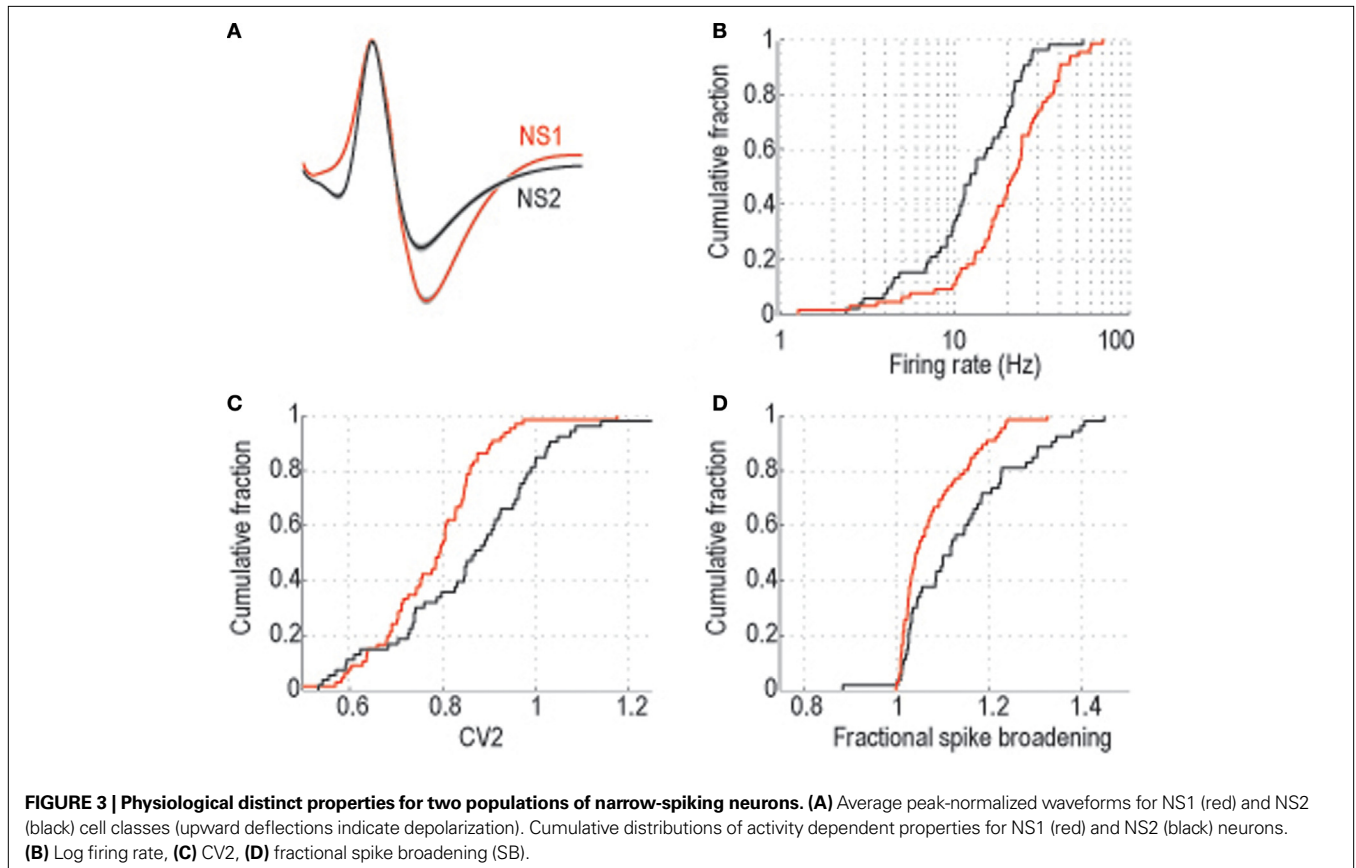 A
NS1
NS2
B
Cumulative fraction
1
0.8
0.6
0.4
0.2
0
1
10
100
Firing rate (Hz)
C
Cumulative fraction
1
0.8
0.6
0.4
0.2
0
0.6
0.8
1
1.2
CV2
D
Cumulative fraction
1
0.8
0.6
0.4
0.2
0
0.8
1
1.2
1.4
Fractional spike broadening
FIGURE 3 | Physiological distinct properties for two populations of narrow-spiking neurons. (A) Average peak-normalized waveforms for NS1 (red) and NS2
(black) cell classes (upward deflections indicate depolarization). Cumulative distributions of activity dependent properties for NS1 (red) and NS2 (black) neurons.
(B) Log firing rate, (C) CV2, (D) fractional spike broadening (SB).